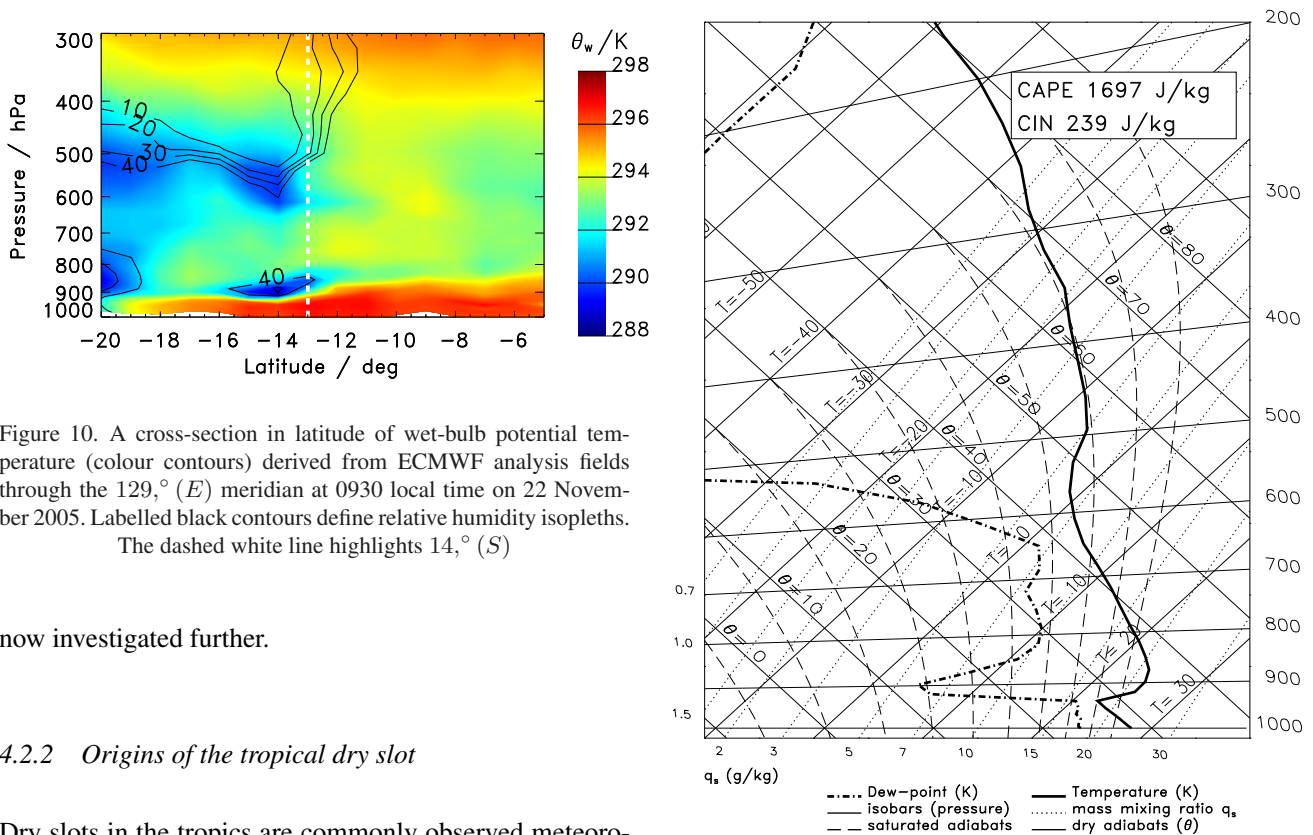 300
400
500
600
700
800
900
1000
Pressure / hPa
10
20
30
40
40
-20 -18 -16 -14 -12 -10 -8 -6
Latitude / deg
θw/K
298
296
294
292
290
288
Figure 10. A cross-section in latitude of wet-bulb potential tem-
perature (colour contours) derived from ECMWF analysis fields
through the 129,° (E) meridian at 0930 local time on 22 Novem-
ber 2005. Labelled black contours define relative humidity isopleths.
The dashed white line highlights 14,° (S)
now investigated further.
4.2.2 Origins of the tropical dry slot
Dry slots in the tropics are commonly observed meteoro-
CAPE 1697 J/kg
CIN 239 J/kg
200
300
400
500
600
700
800
900
1000
θ=80
θ=70
θ=60
θ=50
θ=40
θ=30
θ=20
θ=10
θ=0
T=-50
T=-40
T=-30
T=-20
T=-10
T= 0
T= 10
T= 20
T= 30
0.7
1.0
1.5
2 3 5 7 10 15 20 30
qs (g/kg)
Dew-point (K)
isobars (pressure)
saturated adiabats
Temperature (K)
mass mixing ratio qs
dry adiabats (θ)